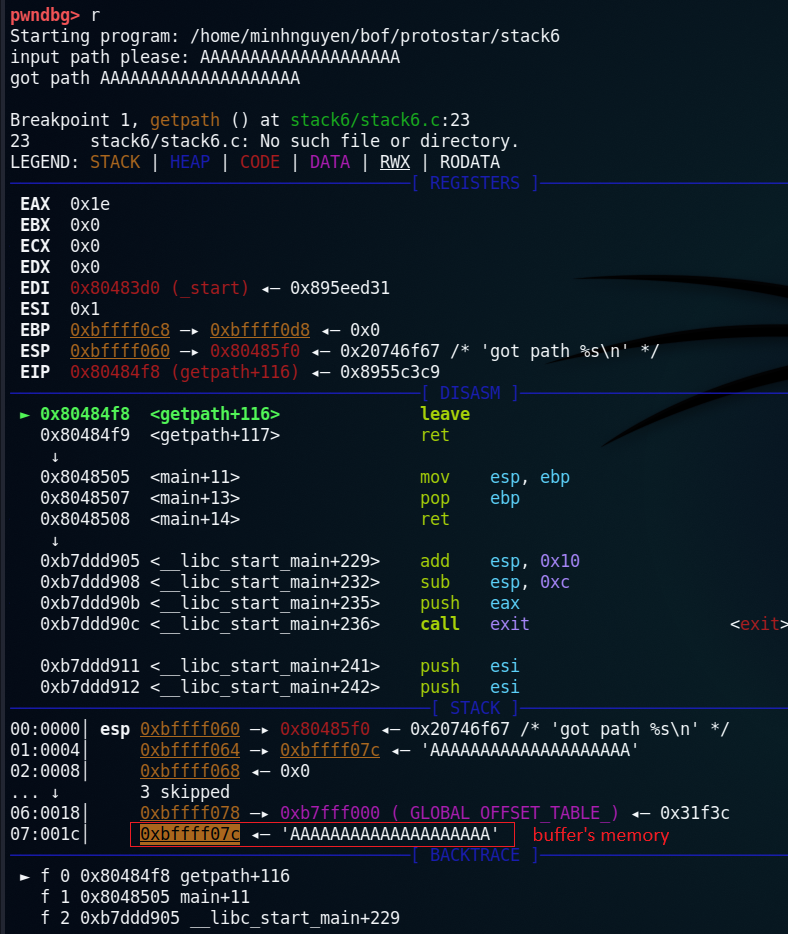 pwndbg> r
Starting program: /home/minhnguyen/bof/protostar/stack6
input path please: AAAAAAAAAAAAAAAAAAAA
got path AAAAAAAAAAAAAAAAAAAA
Breakpoint 1, getpath () at stack6/stack6.c:23
23      stack6/stack6.c: No such file or directory.
LEGEND: STACK | HEAP | CODE | DATA | RWX | RODATA
[ REGISTERS ]
EAX  0x1e
EBX  0x0
ECX  0x0
EDX  0x0
EDI  0x80483d0 (_start) ◂— 0x895eed31
ESI  0x1
EBP  0xbffff0c8 —▸ 0xbffff0d8 ◂— 0x0
ESP  0xbffff060 —▸ 0x80485f0 ◂— 0x20746f67 /* 'got path %s\n' */
EIP  0x80484f8 (getpath+116) ◂— 0x8955c3c9
[ DISASM ]
► 0x80484f8  <getpath+116>              leave
0x80484f9  <getpath+117>              ret
↓
0x8048505  <main+11>                  mov    esp, ebp
0x8048507  <main+13>                  pop    ebp
0x8048508  <main+14>                  ret
↓
0xb7ddd905 <__libc_start_main+229>    add    esp, 0x10
0xb7ddd908 <__libc_start_main+232>    sub    esp, 0xc
0xb7ddd90b <__libc_start_main+235>    push   eax
0xb7ddd90c <__libc_start_main+236>    call   exit                    <exit>
0xb7ddd911 <__libc_start_main+241>    push   esi
0xb7ddd912 <__libc_start_main+242>    push   esi
[ STACK ]
00:0000│ esp 0xbffff060 —▸ 0x80485f0 ◂— 0x20746f67 /* 'got path %s\n' */
01:0004│     0xbffff064 —▸ 0xbffff07c ◂— 'AAAAAAAAAAAAAAAAAAAA'
02:0008│     0xbffff068 ◂— 0x0
... ↓        3 skipped
06:0018│     0xbffff078 —▸ 0xb7fff000 (_GLOBAL_OFFSET_TABLE_) ◂— 0x31f3c
07:001c│     0xbffff07c ◂— 'AAAAAAAAAAAAAAAAAAAA' buffer's memory
[ BACKTRACE ]
► f 0 0x80484f8 getpath+116
f 1 0x8048505 main+11
f 2 0xb7ddd905 __libc_start_main+229